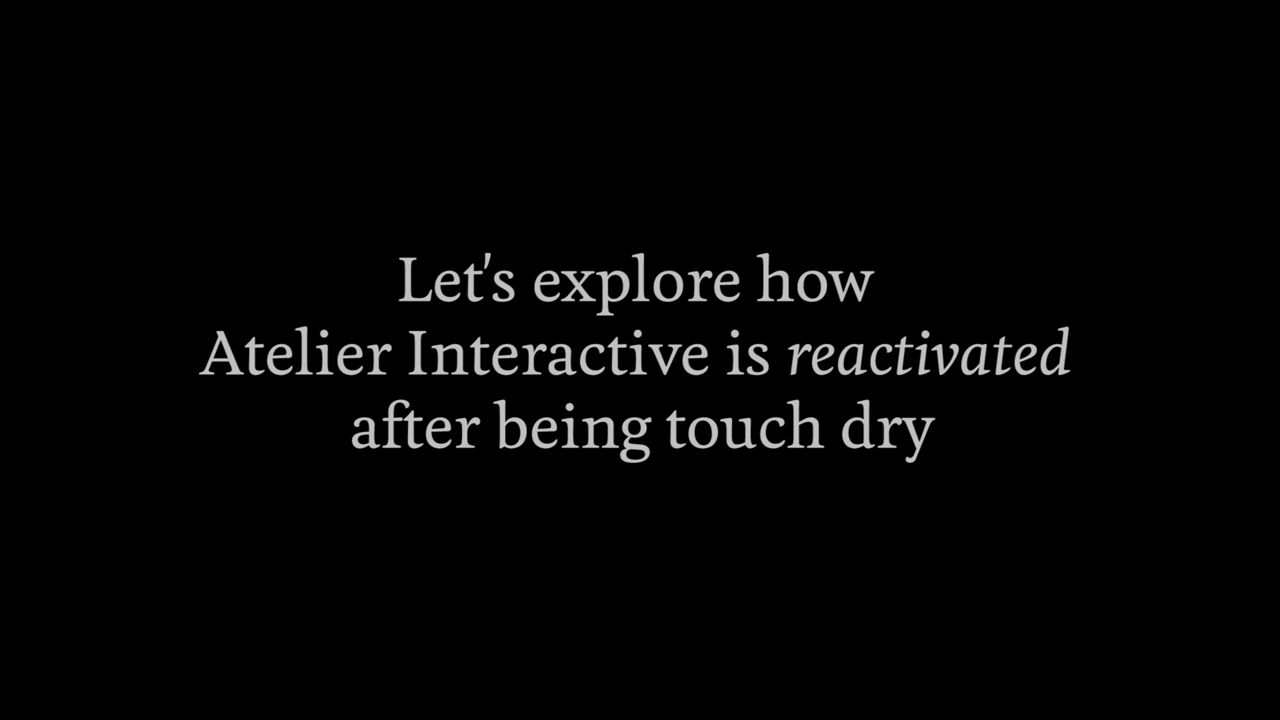 Let's explore how
Atelier Interactive is reactivated
after being touch dry